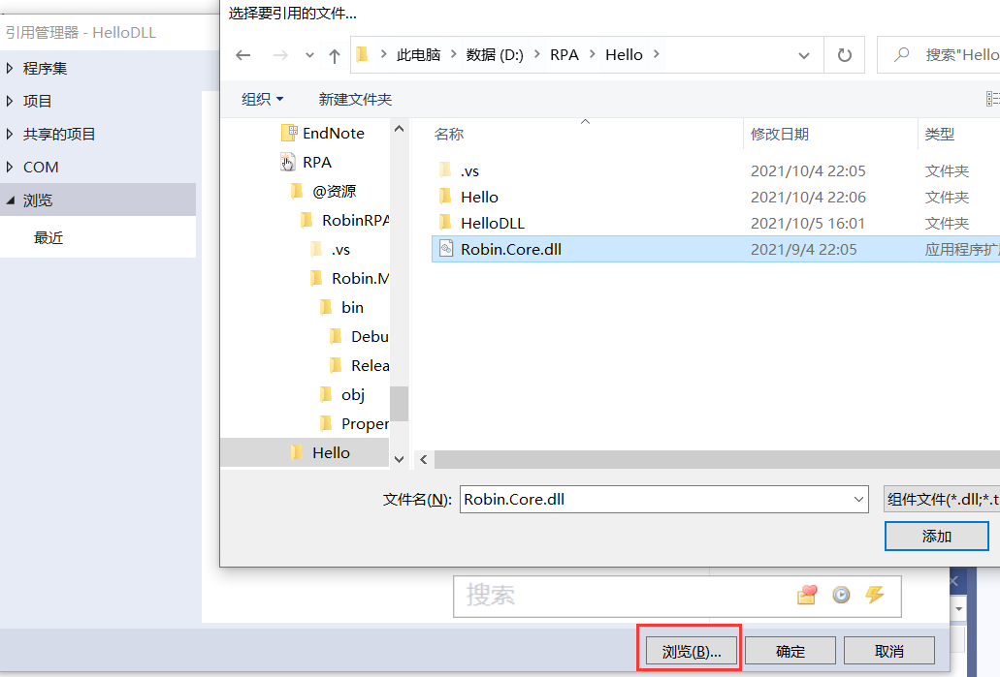 选择要引用的文件...
引用管理器 - HelloDLL
程序集
项目
共享的项目
COM
浏览
最近
此电脑 数据 (D:) RPA Hello
搜索"Hello
组织 新建文件夹
EndNote
RPA
@资源
RobinRPA
.vs
Robin.M
bin
Debu
Relea
obj
Proper
Hello
名称 修改日期 类型
.vs 2021/10/4 22:05 文件夹
Hello 2021/10/4 22:06 文件夹
HelloDLL 2021/10/5 16:01 文件夹
Robin.Core.dll 2021/9/4 22:05 应用程序扩
文件名(N): Robin.Core.dll 组件文件(*.dll;*.t
添加
搜索
浏览(B)... 确定 取消